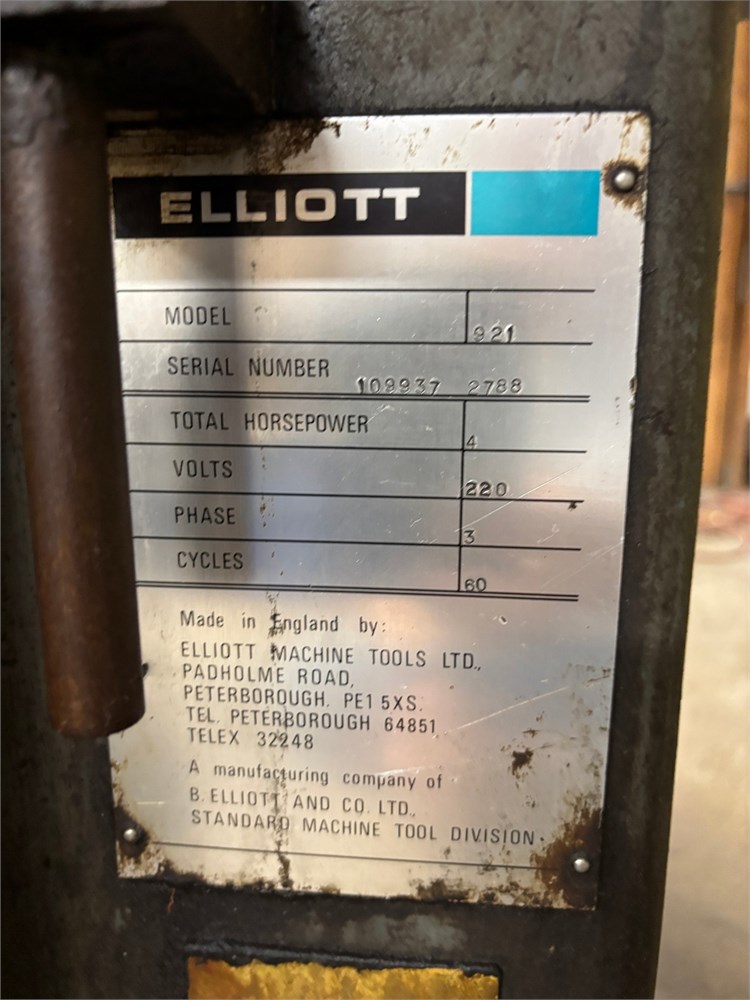 ELLIOTT
MODEL 921
SERIAL NUMBER 109937 2788
TOTAL HORSEPOWER 4
VOLTS 220
PHASE 3
CYCLES 60
Made in England by:
ELLIOTT MACHINE TOOLS LTD.,
PADHOLME ROAD,
PETERBOROUGH. PE1 5XS.
TEL. PETERBOROUGH 64851
TELEX 32248
A manufacturing company of
B. ELLIOTT AND CO. LTD.,
STANDARD MACHINE TOOL DIVISION.